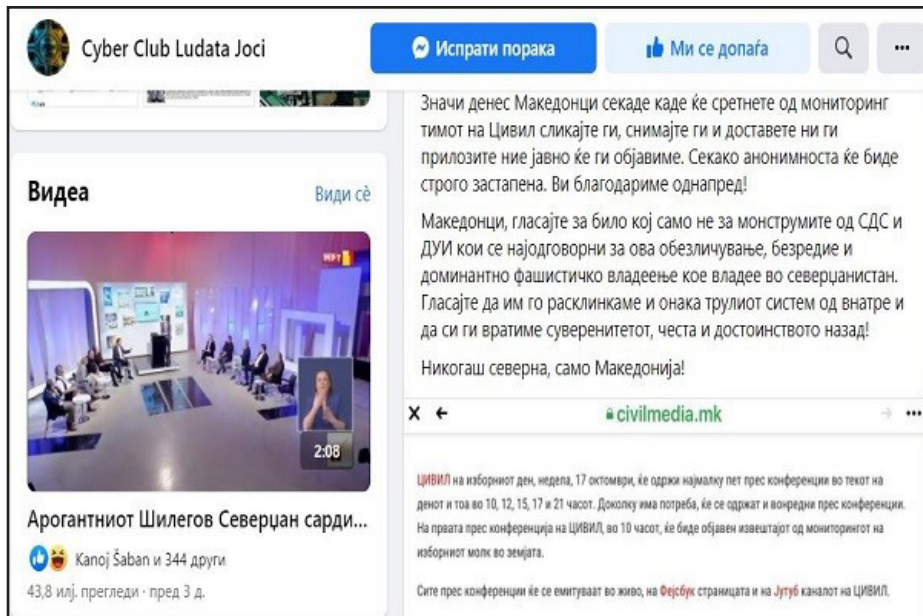 Cyber Club Ludata Joci
Испрати порака
Ми се допаѓа
Видеа
Види сѐ
МРТ 1
2:08
Арогантниот Шилегов Северџан сарди...
Kanoj Šaban и 344 други
43,8 илј. прегледи · пред 3 д.
Значи денес Македонци секаде каде ќе сретнете од мониторинг
тимот на Цивил сликајте ги, снимајте ги и доставете ни ги
прилозите ние јавно ќе ги објавиме. Секако анонимноста ќе биде
строго застапена. Ви благодариме однапред!
Македонци, гласајте за било кој само не за монструмите од СДС и
ДУИ кои се најодговорни за ова обезличување, безредие и
доминантно фашистичко владеење кое владее во северџанистан.
Гласајте да им го расклинкаме и онака трулиот систем од внатре и
да си ги вратиме суверенитетот, честа и достоинството назад!
Никогаш северна, само Македонија!
civilmedia.mk
ЦИВИЛ на изборниот ден, недела, 17 октомври, ќе одржи најмалку пет прес конференции во текот на
денот и тоа во 10, 12, 15, 17 и 21 часот. Доколку има потреба, ќе се одржат и вонредни прес конференции.
На првата прес конференција на ЦИВИЛ, во 10 часот, ќе биде објавен извештајот од мониторингот на
изборниот молк во земјата.
Сите прес конференции ќе се емитуваат во живо, на Фејсбук страницата и на Јутуб каналот на ЦИВИЛ.